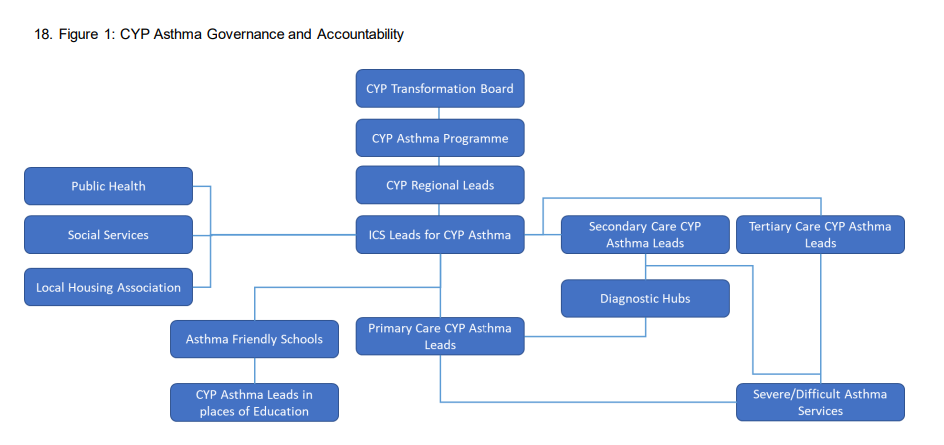 18. Figure 1: CYP Asthma Governance and Accountability
CYP Transformation Board
CYP Asthma Programme
CYP Regional Leads
Public Health
Social Services
Local Housing Association
ICS Leads for CYP Asthma
Secondary Care CYP
Asthma Leads
Tertiary Care CYP Asthma
Leads
Diagnostic Hubs
Asthma Friendly Schools
Primary Care CYP Asthma
Leads
CYP Asthma Leads in
places of Education
Severe/Difficult Asthma
Services